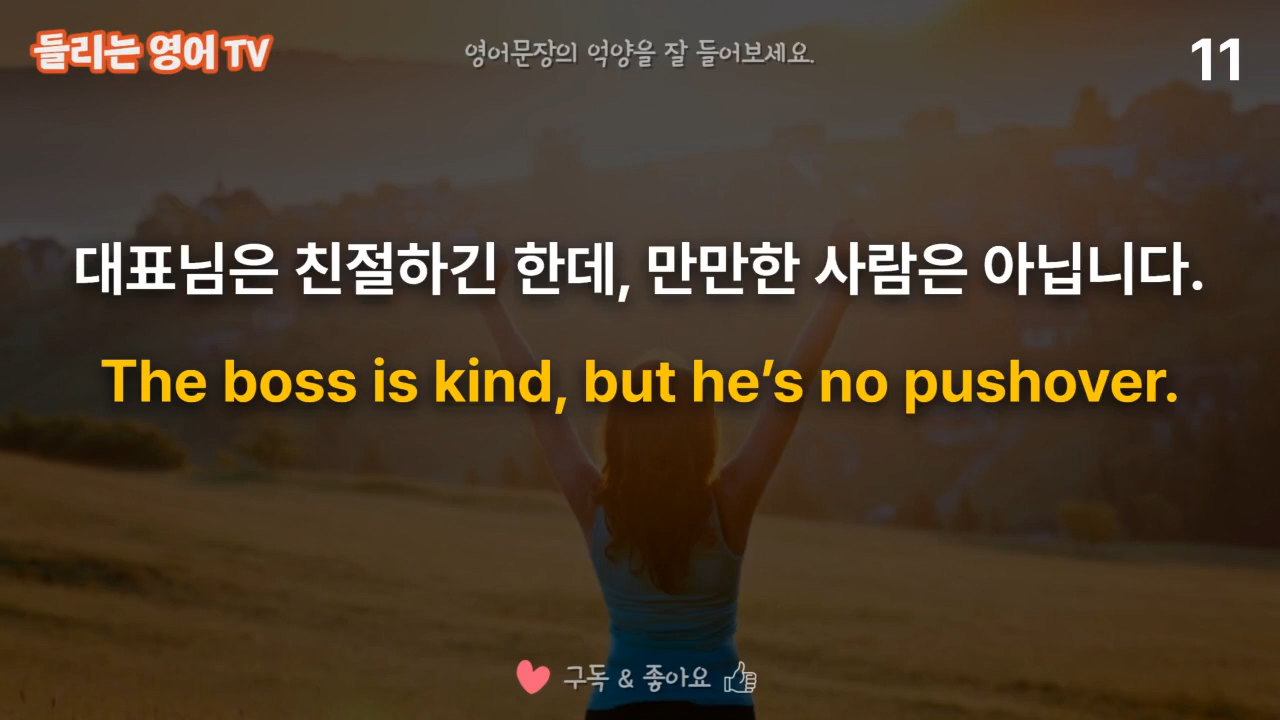 들리는 영어 TV
영어문장의 억양을 잘 들어보세요.
11
대표님은 친절하긴 한데, 만만한 사람은 아닙니다.
The boss is kind, but he’s no pushover.
구독 & 좋아요